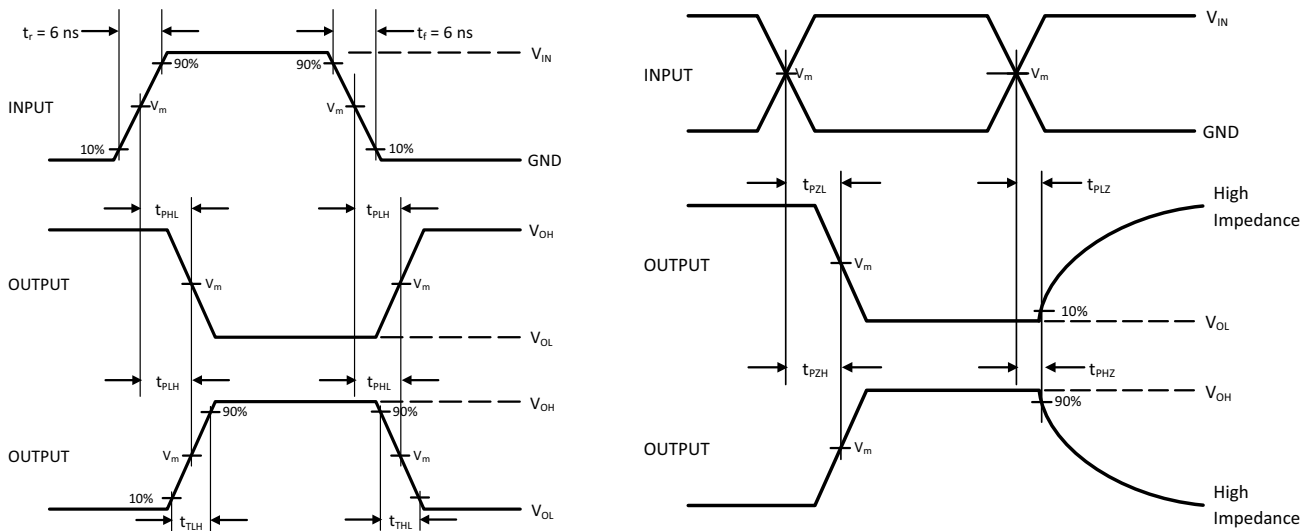 t_r = 6 ns
t_f = 6 ns
V_IN
90%
90%
INPUT
V_m
V_m
10%
10%
GND
t_PHL
t_PLH
V_OH
OUTPUT
V_m
V_m
V_OL
t_PLH
t_PHL
V_OH
90%
90%
OUTPUT
V_m
V_m
10%
V_OL
t_TLH
t_THL
V_IN
INPUT
V_m
V_m
GND
t_PZL
t_PLZ
High
Impedance
OUTPUT
V_m
10%
V_OL
t_PZH
t_PHZ
V_OH
90%
OUTPUT
V_m
High
Impedance